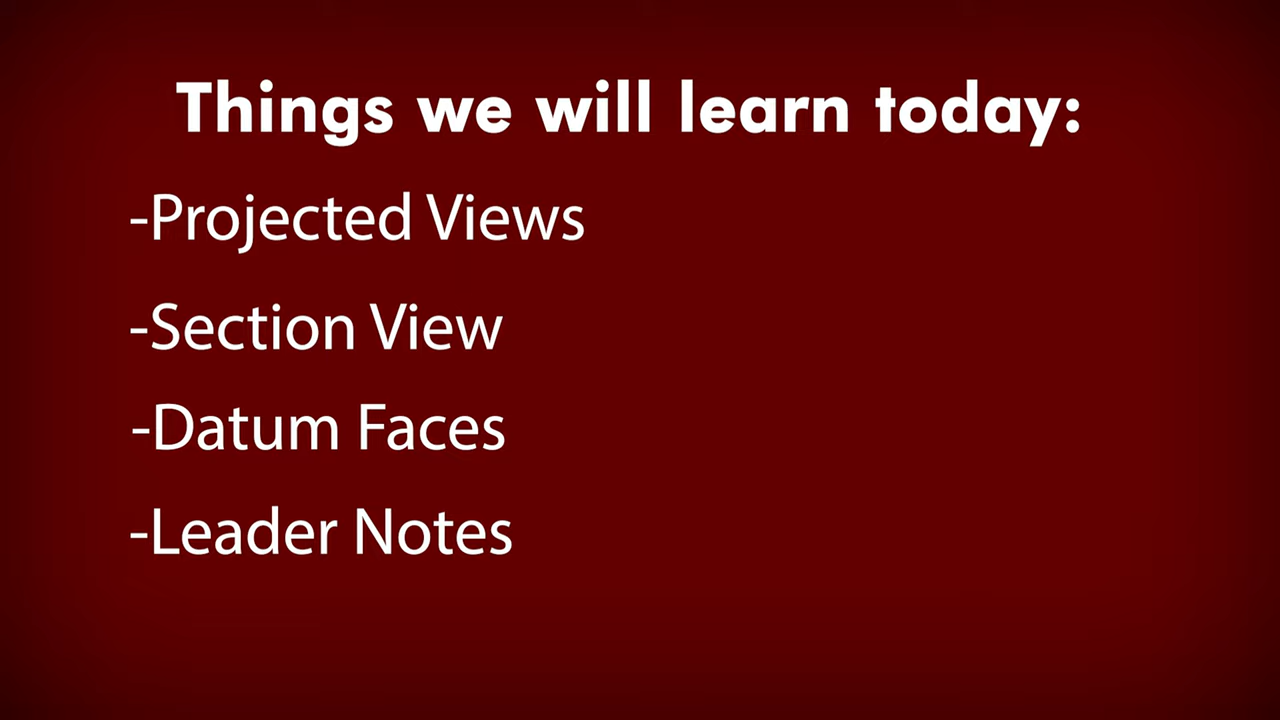 Things we will learn today:
-Projected Views
-Section View
-Datum Faces
-Leader Notes